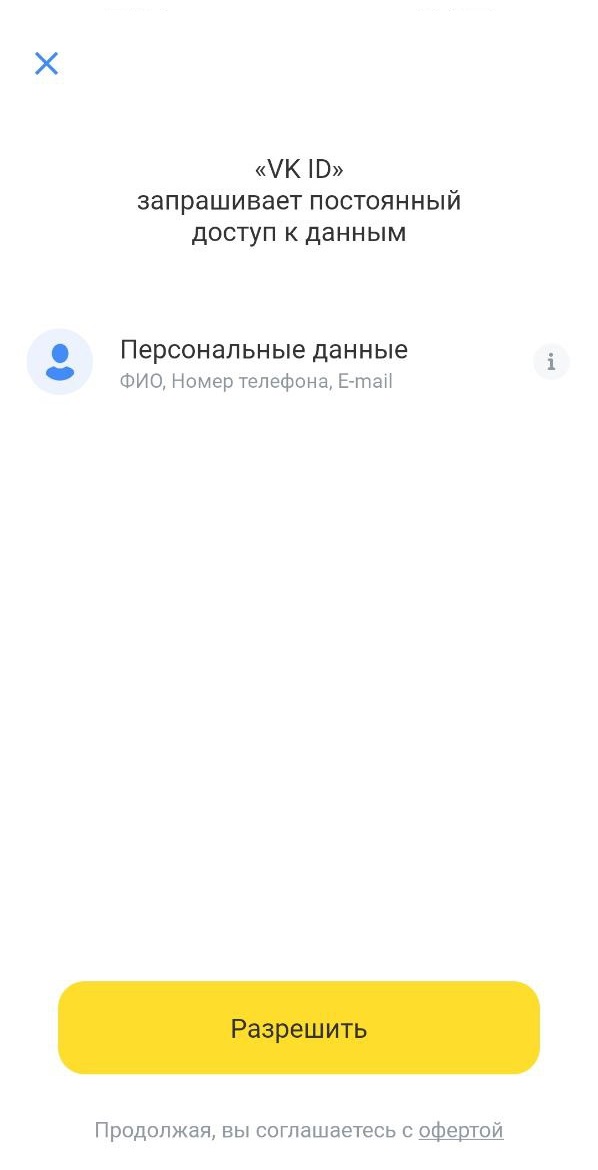 «VK ID»
запрашивает постоянный
доступ к данным
Персональные данные
ФИО, Номер телефона, E-mail
Разрешить
Продолжая, вы соглашаетесь с офертой